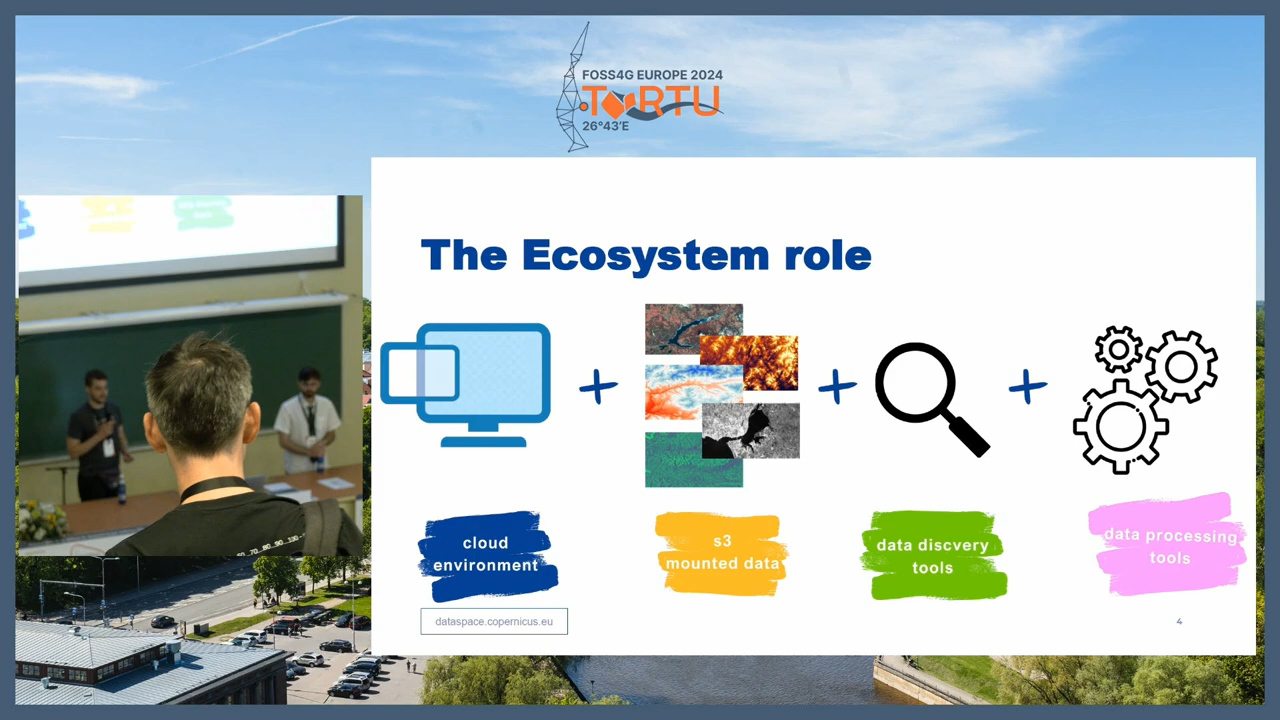 FOSS4G EUROPE 2024
TARTU
26°43'E
The Ecosystem role
cloud
environment
s3
mounted data
data discvery
tools
data processing
tools
dataspace.copernicus.eu
4